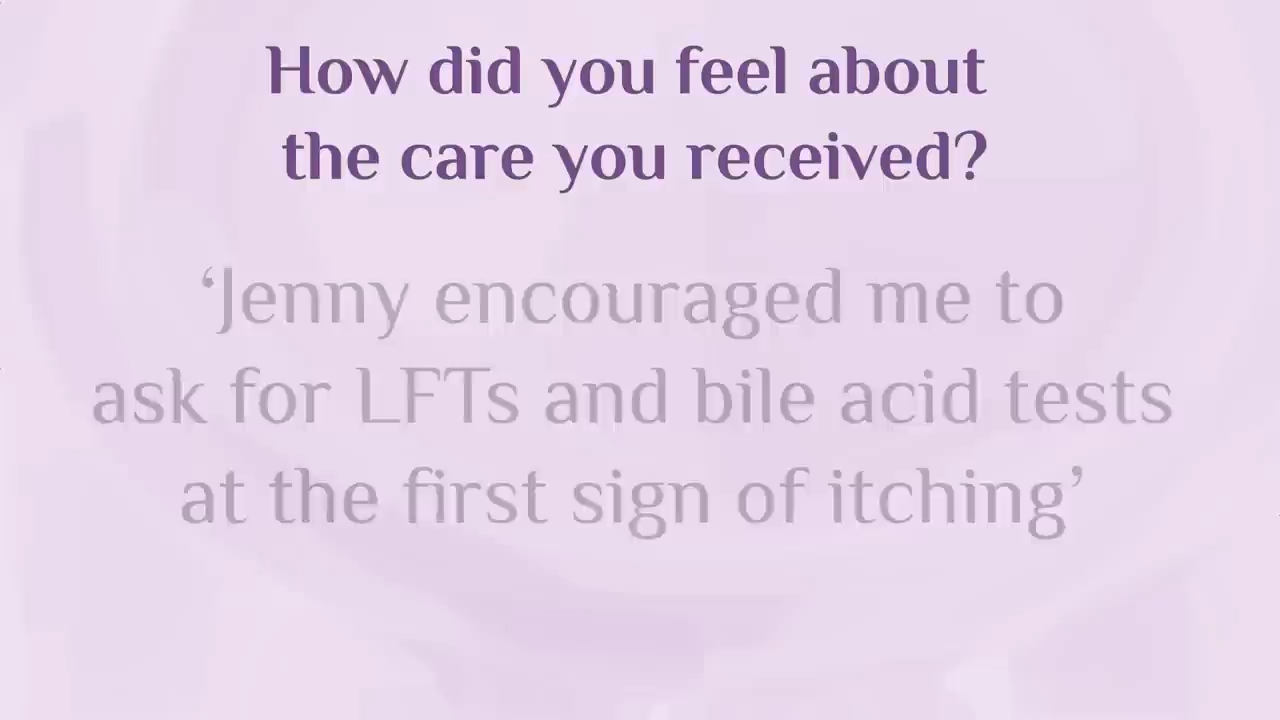 How did you feel about
the care you received?
‘Jenny encouraged me to
ask for LFTs and bile acid tests
at the first sign of itching’